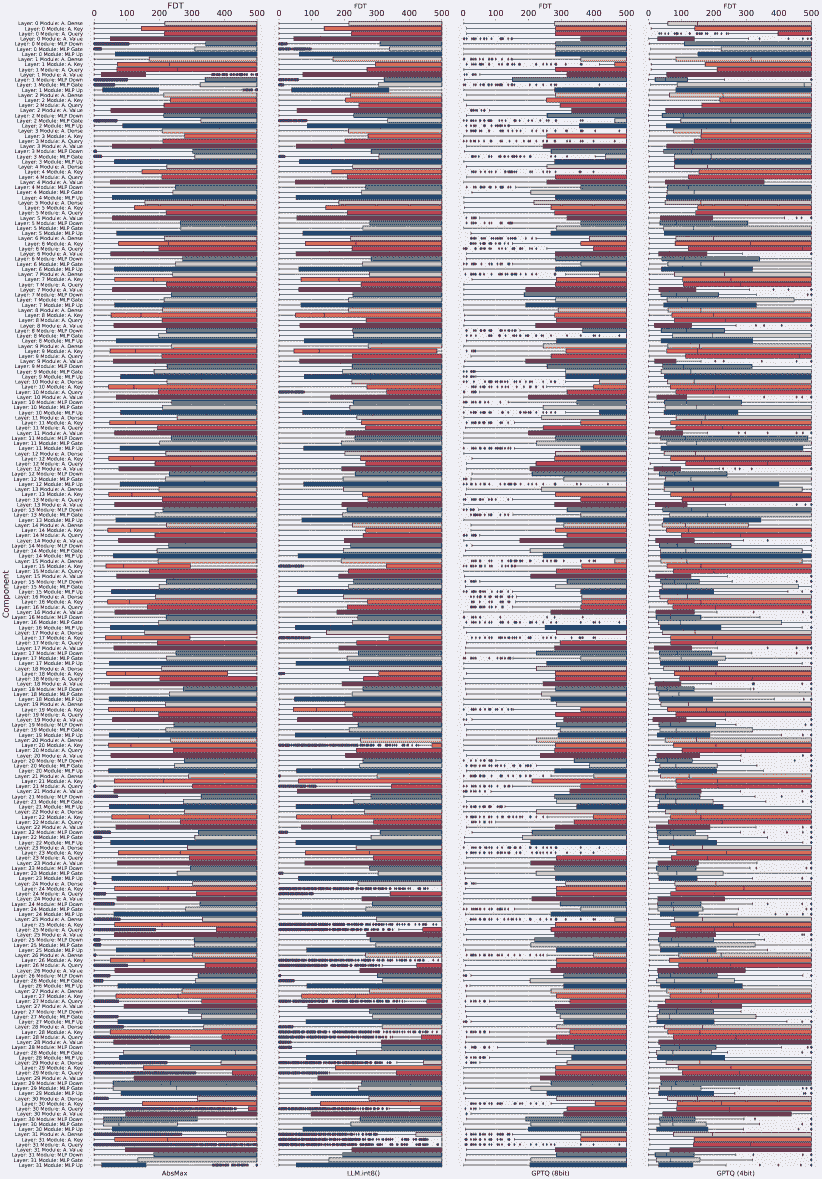 FDT FDT FDT FDT
0 100 200 300 400 500 0 100 200 300 400 500 0 100 200 300 400 500 0 100 200 300 400 500
Layer: 0 Module: A. Dense
Layer: 0 Module: A. Key
Layer: 0 Module: A. Query
Layer: 0 Module: A. Value
Layer: 0 Module: MLP Down
Layer: 0 Module: MLP Gate
Layer: 0 Module: MLP Up
Layer: 1 Module: A. Dense
Layer: 1 Module: A. Key
Layer: 1 Module: A. Query
Layer: 1 Module: A. Value
Layer: 1 Module: MLP Down
Layer: 1 Module: MLP Gate
Layer: 1 Module: MLP Up
Layer: 2 Module: A. Dense
Layer: 2 Module: A. Key
Layer: 2 Module: A. Query
Layer: 2 Module: A. Value
Layer: 2 Module: MLP Down
Layer: 2 Module: MLP Gate
Layer: 2 Module: MLP Up
Layer: 3 Module: A. Dense
Layer: 3 Module: A. Key
Layer: 3 Module: A. Query
Layer: 3 Module: A. Value
Layer: 3 Module: MLP Down
Layer: 3 Module: MLP Gate
Layer: 3 Module: MLP Up
Layer: 4 Module: A. Dense
Layer: 4 Module: A. Key
Layer: 4 Module: A. Query
Layer: 4 Module: A. Value
Layer: 4 Module: MLP Down
Layer: 4 Module: MLP Gate
Layer: 4 Module: MLP Up
Layer: 5 Module: A. Dense
Layer: 5 Module: A. Key
Layer: 5 Module: A. Query
Layer: 5 Module: A. Value
Layer: 5 Module: MLP Down
Layer: 5 Module: MLP Gate
Layer: 5 Module: MLP Up
Layer: 6 Module: A. Dense
Layer: 6 Module: A. Key
Layer: 6 Module: A. Query
Layer: 6 Module: A. Value
Layer: 6 Module: MLP Down
Layer: 6 Module: MLP Gate
Layer: 6 Module: MLP Up
Layer: 7 Module: A. Dense
Layer: 7 Module: A. Key
Layer: 7 Module: A. Query
Layer: 7 Module: A. Value
Layer: 7 Module: MLP Down
Layer: 7 Module: MLP Gate
Layer: 7 Module: MLP Up
Layer: 8 Module: A. Dense
Layer: 8 Module: A. Key
Layer: 8 Module: A. Query
Layer: 8 Module: A. Value
Layer: 8 Module: MLP Down
Layer: 8 Module: MLP Gate
Layer: 8 Module: MLP Up
Layer: 9 Module: A. Dense
Layer: 9 Module: A. Key
Layer: 9 Module: A. Query
Layer: 9 Module: A. Value
Layer: 9 Module: MLP Down
Layer: 9 Module: MLP Gate
Layer: 9 Module: MLP Up
Layer: 10 Module: A. Dense
Layer: 10 Module: A. Key
Layer: 10 Module: A. Query
Layer: 10 Module: A. Value
Layer: 10 Module: MLP Down
Layer: 10 Module: MLP Gate
Layer: 10 Module: MLP Up
Layer: 11 Module: A. Dense
Layer: 11 Module: A. Key
Layer: 11 Module: A. Query
Layer: 11 Module: A. Value
Layer: 11 Module: MLP Down
Layer: 11 Module: MLP Gate
Layer: 11 Module: MLP Up
Layer: 12 Module: A. Dense
Layer: 12 Module: A. Key
Layer: 12 Module: A. Query
Layer: 12 Module: A. Value
Layer: 12 Module: MLP Down
Layer: 12 Module: MLP Gate
Layer: 12 Module: MLP Up
Layer: 13 Module: A. Dense
Layer: 13 Module: A. Key
Layer: 13 Module: A. Query
Layer: 13 Module: A. Value
Layer: 13 Module: MLP Down
Layer: 13 Module: MLP Gate
Layer: 13 Module: MLP Up
Layer: 14 Module: A. Dense
Layer: 14 Module: A. Key
Layer: 14 Module: A. Query
Layer: 14 Module: A. Value
Layer: 14 Module: MLP Down
Layer: 14 Module: MLP Gate
Layer: 14 Module: MLP Up
Layer: 15 Module: A. Dense
Layer: 15 Module: A. Key
Layer: 15 Module: A. Query
Layer: 15 Module: A. Value
Layer: 15 Module: MLP Down
Layer: 15 Module: MLP Gate
Layer: 15 Module: MLP Up
Layer: 16 Module: A. Dense
Layer: 16 Module: A. Key
Layer: 16 Module: A. Query
Layer: 16 Module: A. Value
Layer: 16 Module: MLP Down
Layer: 16 Module: MLP Gate
Layer: 16 Module: MLP Up
Layer: 17 Module: A. Dense
Layer: 17 Module: A. Key
Layer: 17 Module: A. Query
Layer: 17 Module: A. Value
Layer: 17 Module: MLP Down
Layer: 17 Module: MLP Gate
Layer: 17 Module: MLP Up
Layer: 18 Module: A. Dense
Layer: 18 Module: A. Key
Layer: 18 Module: A. Query
Layer: 18 Module: A. Value
Layer: 18 Module: MLP Down
Layer: 18 Module: MLP Gate
Layer: 18 Module: MLP Up
Layer: 19 Module: A. Dense
Layer: 19 Module: A. Key
Layer: 19 Module: A. Query
Layer: 19 Module: A. Value
Layer: 19 Module: MLP Down
Layer: 19 Module: MLP Gate
Layer: 19 Module: MLP Up
Layer: 20 Module: A. Dense
Layer: 20 Module: A. Key
Layer: 20 Module: A. Query
Layer: 20 Module: A. Value
Layer: 20 Module: MLP Down
Layer: 20 Module: MLP Gate
Layer: 20 Module: MLP Up
Layer: 21 Module: A. Dense
Layer: 21 Module: A. Key
Layer: 21 Module: A. Query
Layer: 21 Module: A. Value
Layer: 21 Module: MLP Down
Layer: 21 Module: MLP Gate
Layer: 21 Module: MLP Up
Layer: 22 Module: A. Dense
Layer: 22 Module: A. Key
Layer: 22 Module: A. Query
Layer: 22 Module: A. Value
Layer: 22 Module: MLP Down
Layer: 22 Module: MLP Gate
Layer: 22 Module: MLP Up
Layer: 23 Module: A. Dense
Layer: 23 Module: A. Key
Layer: 23 Module: A. Query
Layer: 23 Module: A. Value
Layer: 23 Module: MLP Down
Layer: 23 Module: MLP Gate
Layer: 23 Module: MLP Up
Layer: 24 Module: A. Dense
Layer: 24 Module: A. Key
Layer: 24 Module: A. Query
Layer: 24 Module: A. Value
Layer: 24 Module: MLP Down
Layer: 24 Module: MLP Gate
Layer: 24 Module: MLP Up
Layer: 25 Module: A. Dense
Layer: 25 Module: A. Key
Layer: 25 Module: A. Query
Layer: 25 Module: A. Value
Layer: 25 Module: MLP Down
Layer: 25 Module: MLP Gate
Layer: 25 Module: MLP Up
Layer: 26 Module: A. Dense
Layer: 26 Module: A. Key
Layer: 26 Module: A. Query
Layer: 26 Module: A. Value
Layer: 26 Module: MLP Down
Layer: 26 Module: MLP Gate
Layer: 26 Module: MLP Up
Layer: 27 Module: A. Dense
Layer: 27 Module: A. Key
Layer: 27 Module: A. Query
Layer: 27 Module: A. Value
Layer: 27 Module: MLP Down
Layer: 27 Module: MLP Gate
Layer: 27 Module: MLP Up
Layer: 28 Module: A. Dense
Layer: 28 Module: A. Key
Layer: 28 Module: A. Query
Layer: 28 Module: A. Value
Layer: 28 Module: MLP Down
Layer: 28 Module: MLP Gate
Layer: 28 Module: MLP Up
Layer: 29 Module: A. Dense
Layer: 29 Module: A. Key
Layer: 29 Module: A. Query
Layer: 29 Module: A. Value
Layer: 29 Module: MLP Down
Layer: 29 Module: MLP Gate
Layer: 29 Module: MLP Up
Layer: 30 Module: A. Dense
Layer: 30 Module: A. Key
Layer: 30 Module: A. Query
Layer: 30 Module: A. Value
Layer: 30 Module: MLP Down
Layer: 30 Module: MLP Gate
Layer: 30 Module: MLP Up
Layer: 31 Module: A. Dense
Layer: 31 Module: A. Key
Layer: 31 Module: A. Query
Layer: 31 Module: A. Value
Layer: 31 Module: MLP Down
Layer: 31 Module: MLP Gate
Layer: 31 Module: MLP Up
Component
AbsMax LLM.int8() GPTQ (8bit) GPTQ (4bit)